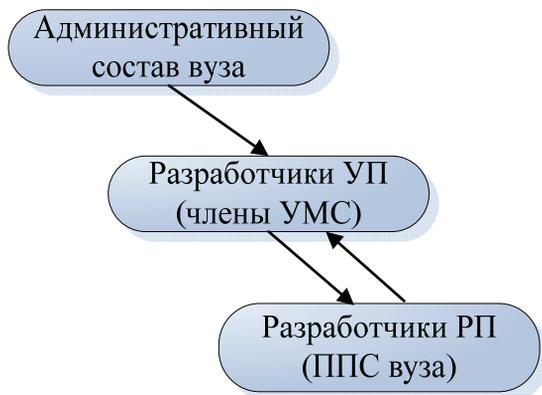 Административный
состав вуза
Разработчики УП
(члены УМС)
Разработчики РП
(ППС вуза)